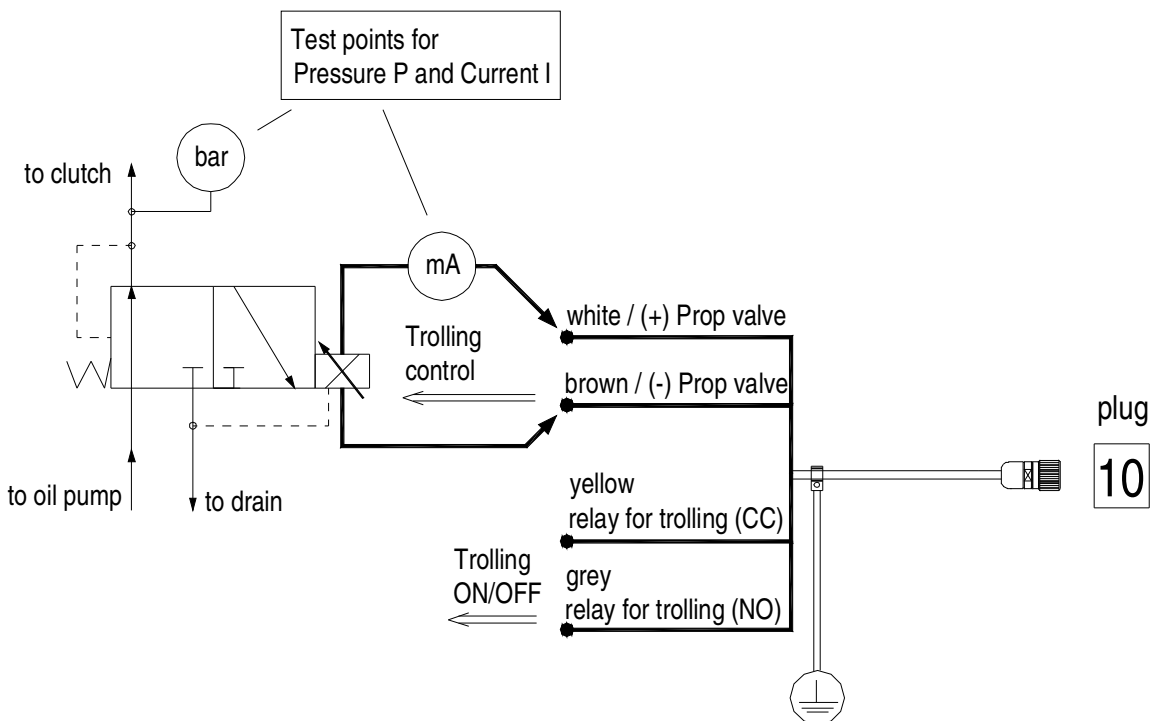 Test points for
Pressure P and Current I
bar
to clutch
mA
white / (+) Prop valve
Trolling
control
brown / (-) Prop valve
plug
10
to oil pump
to drain
yellow
relay for trolling (CC)
Trolling
ON/OFF
grey
relay for trolling (NO)